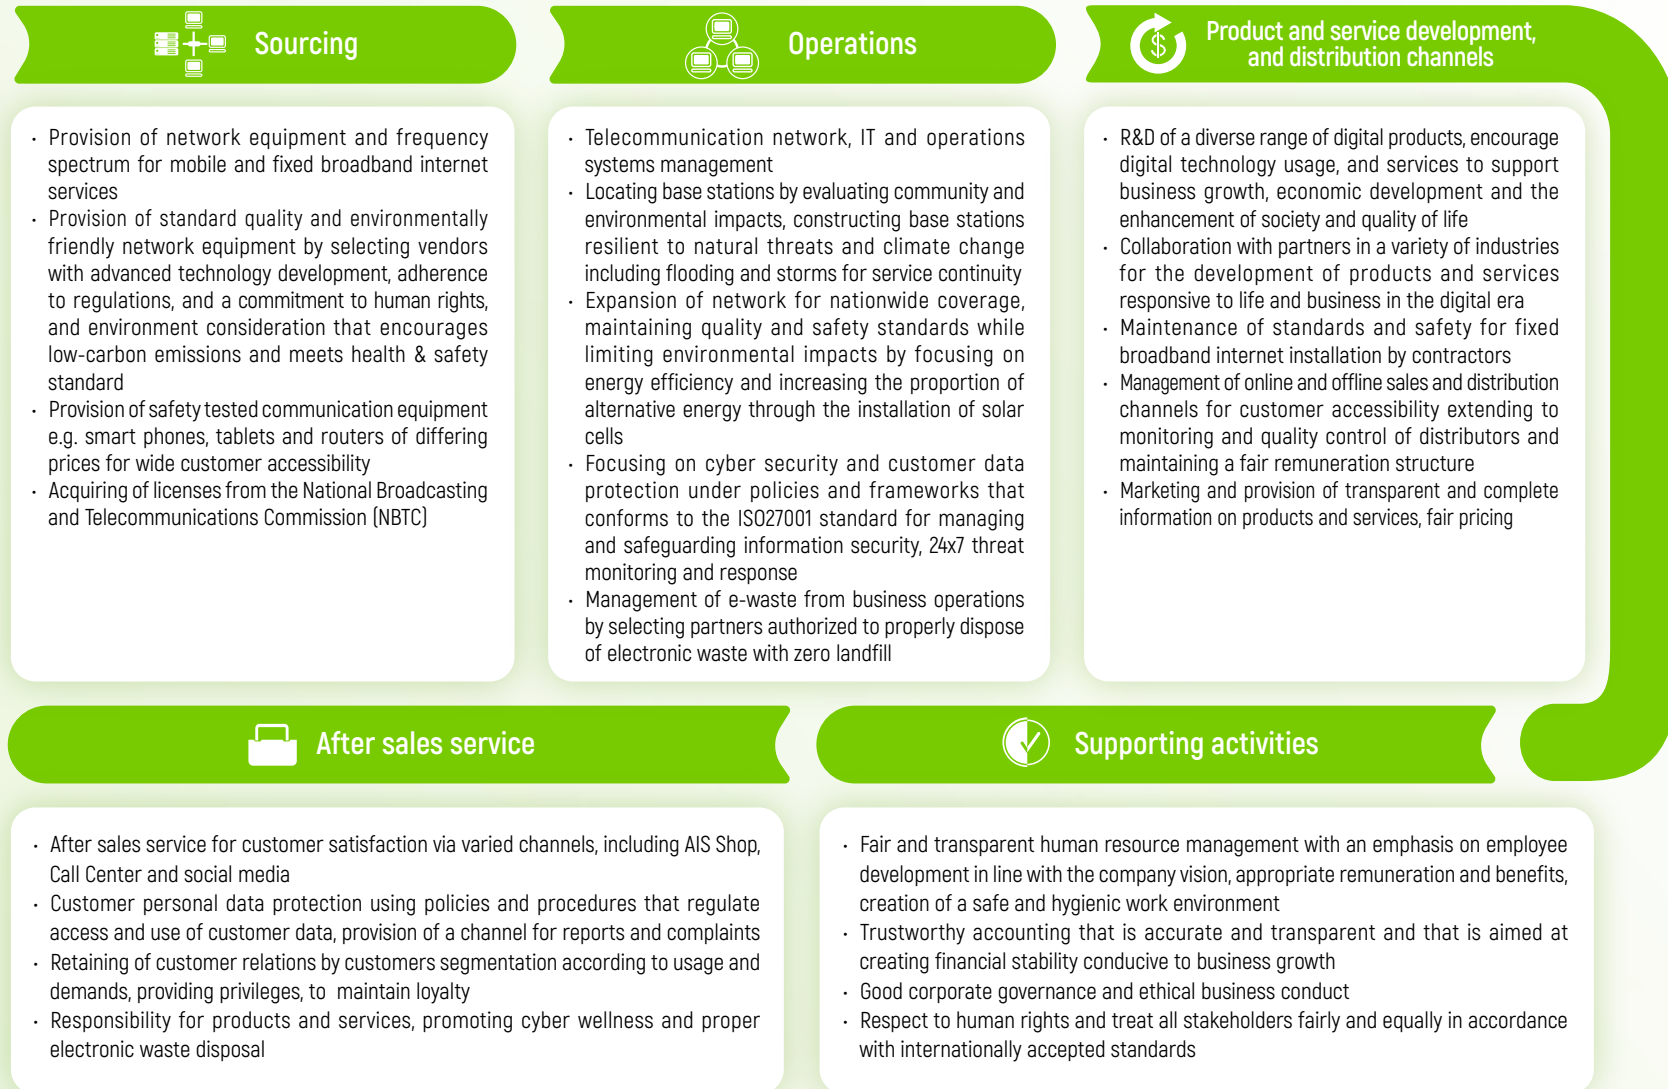 Sourcing
· Provision of network equipment and frequency
spectrum for mobile and fixed broadband internet
services
· Provision of standard quality and environmentally
friendly network equipment by selecting vendors
with advanced technology development, adherence
to regulations, and a commitment to human rights,
and environment consideration that encourages
low-carbon emissions and meets health & safety
standard
· Provision of safety tested communication equipment
e.g. smart phones, tablets and routers of differing
prices for wide customer accessibility
· Acquiring of licenses from the National Broadcasting
and Telecommunications Commission (NBTC)
Operations
· Telecommunication network, IT and operations
systems management
· Locating base stations by evaluating community and
environmental impacts, constructing base stations
resilient to natural threats and climate change
including flooding and storms for service continuity
· Expansion of network for nationwide coverage,
maintaining quality and safety standards while
limiting environmental impacts by focusing on
energy efficiency and increasing the proportion of
alternative energy through the installation of solar
cells
· Focusing on cyber security and customer data
protection under policies and frameworks that
conforms to the ISO27001 standard for managing
and safeguarding information security, 24x7 threat
monitoring and response
· Management of e-waste from business operations
by selecting partners authorized to properly dispose
of electronic waste with zero landfill
$
Product and service development,
and distribution channels
· R&D of a diverse range of digital products, encourage
digital technology usage, and services to support
business growth, economic development and the
enhancement of society and quality of life
· Collaboration with partners in a variety of industries
for the development of products and services
responsive to life and business in the digital era
· Maintenance of standards and safety for fixed
broadband internet installation by contractors
· Management of online and offline sales and distribution
channels for customer accessibility extending to
monitoring and quality control of distributors and
maintaining a fair remuneration structure
· Marketing and provision of transparent and complete
information on products and services, fair pricing
After sales service
· After sales service for customer satisfaction via varied channels, including AIS Shop,
Call Center and social media
· Customer personal data protection using policies and procedures that regulate
access and use of customer data, provision of a channel for reports and complaints
· Retaining of customer relations by customers segmentation according to usage and
demands, providing privileges, to maintain loyalty
· Responsibility for products and services, promoting cyber wellness and proper
electronic waste disposal
Supporting activities
· Fair and transparent human resource management with an emphasis on employee
development in line with the company vision, appropriate remuneration and benefits,
creation of a safe and hygienic work environment
· Trustworthy accounting that is accurate and transparent and that is aimed at
creating financial stability conducive to business growth
· Good corporate governance and ethical business conduct
· Respect to human rights and treat all stakeholders fairly and equally in accordance
with internationally accepted standards